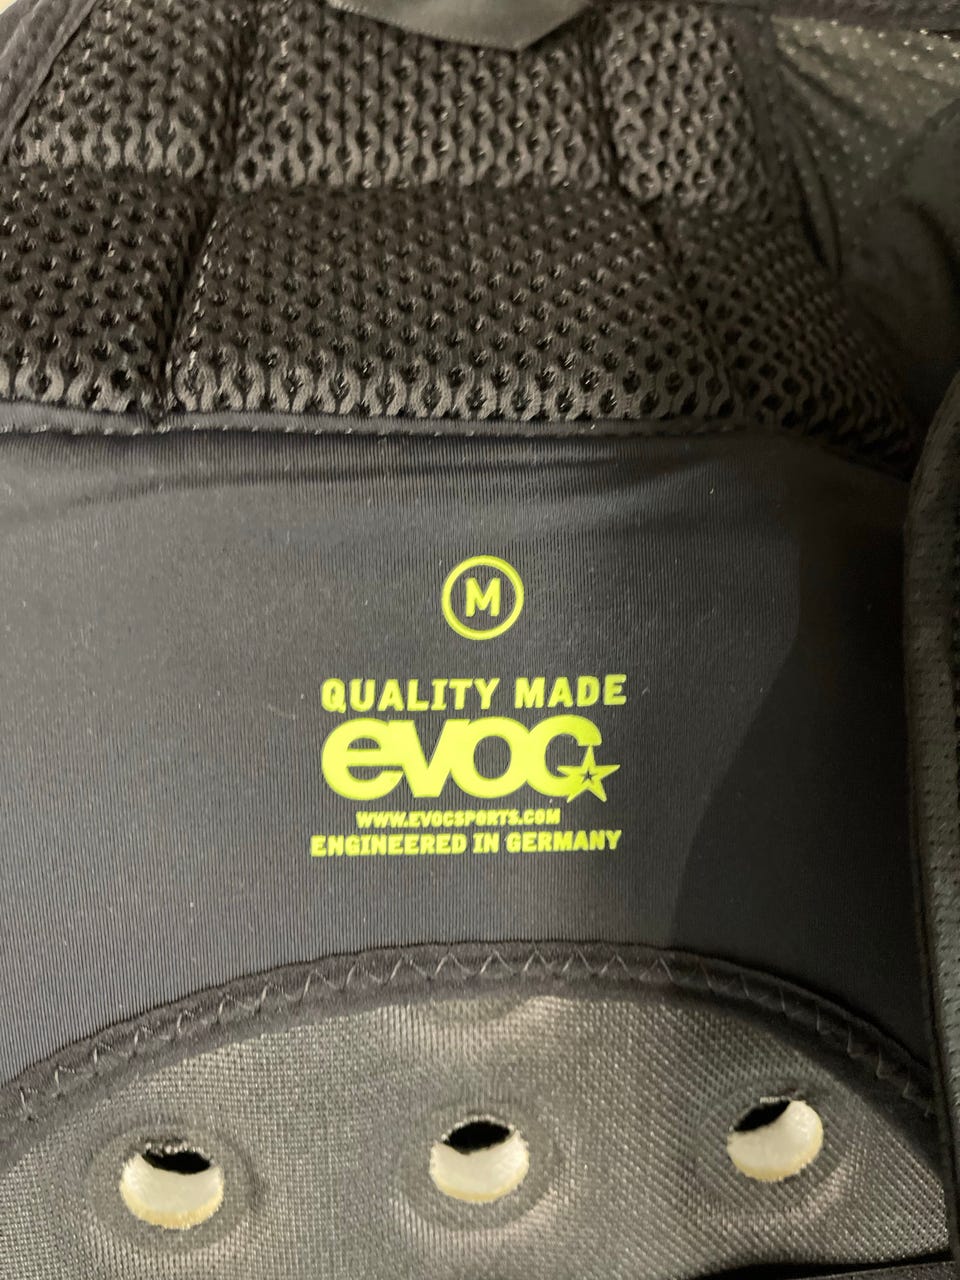 M
QUALITY MADE
evoc
WWW.EVOCSPORTS.COM
ENGINEERED IN GERMANY